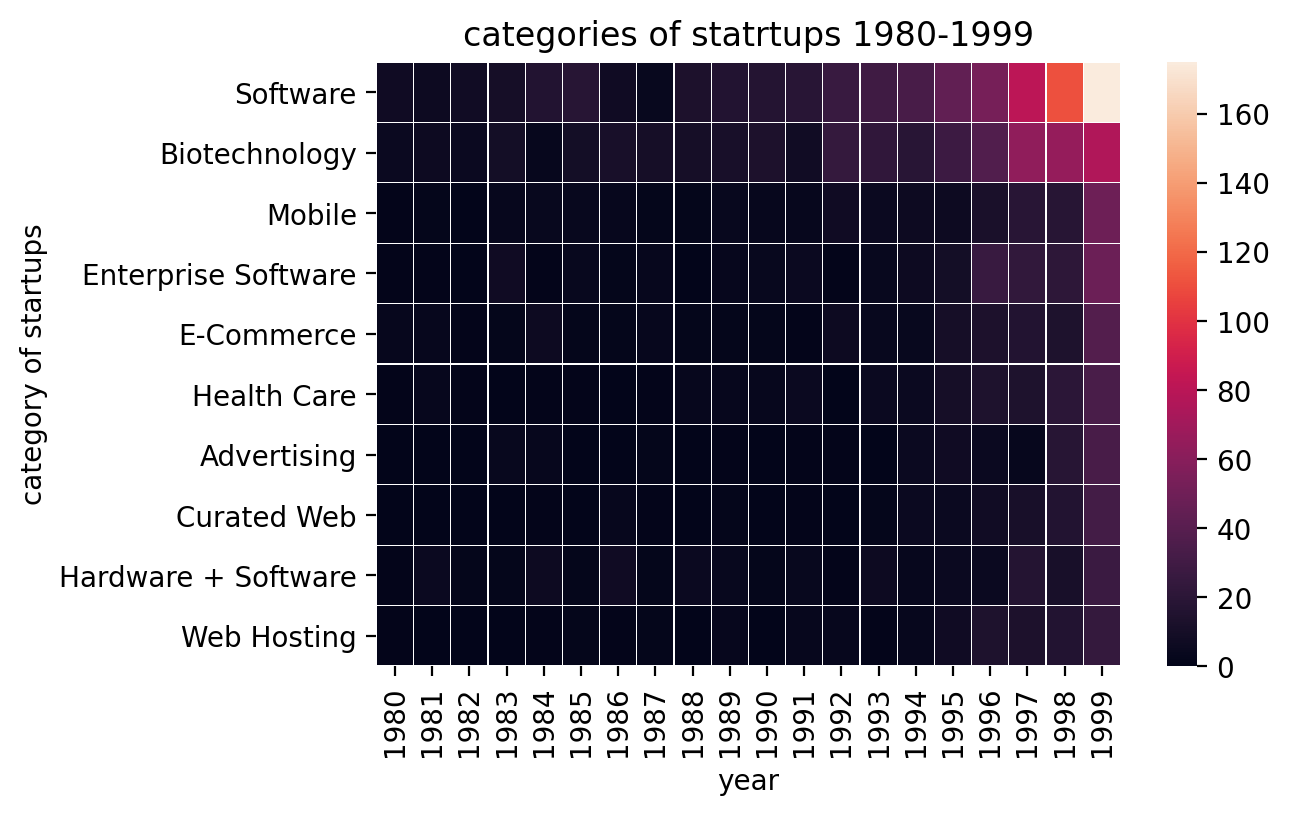 categories of statrtups 1980-1999
category of startups
Software
Biotechnology
Mobile
Enterprise Software
E-Commerce
Health Care
Advertising
Curated Web
Hardware + Software
Web Hosting
1980
1981
1982
1983
1984
1985
1986
1987
1988
1989
1990
1991
1992
1993
1994
1995
1996
1997
1998
1999
year
160
140
120
100
80
60
40
20
0